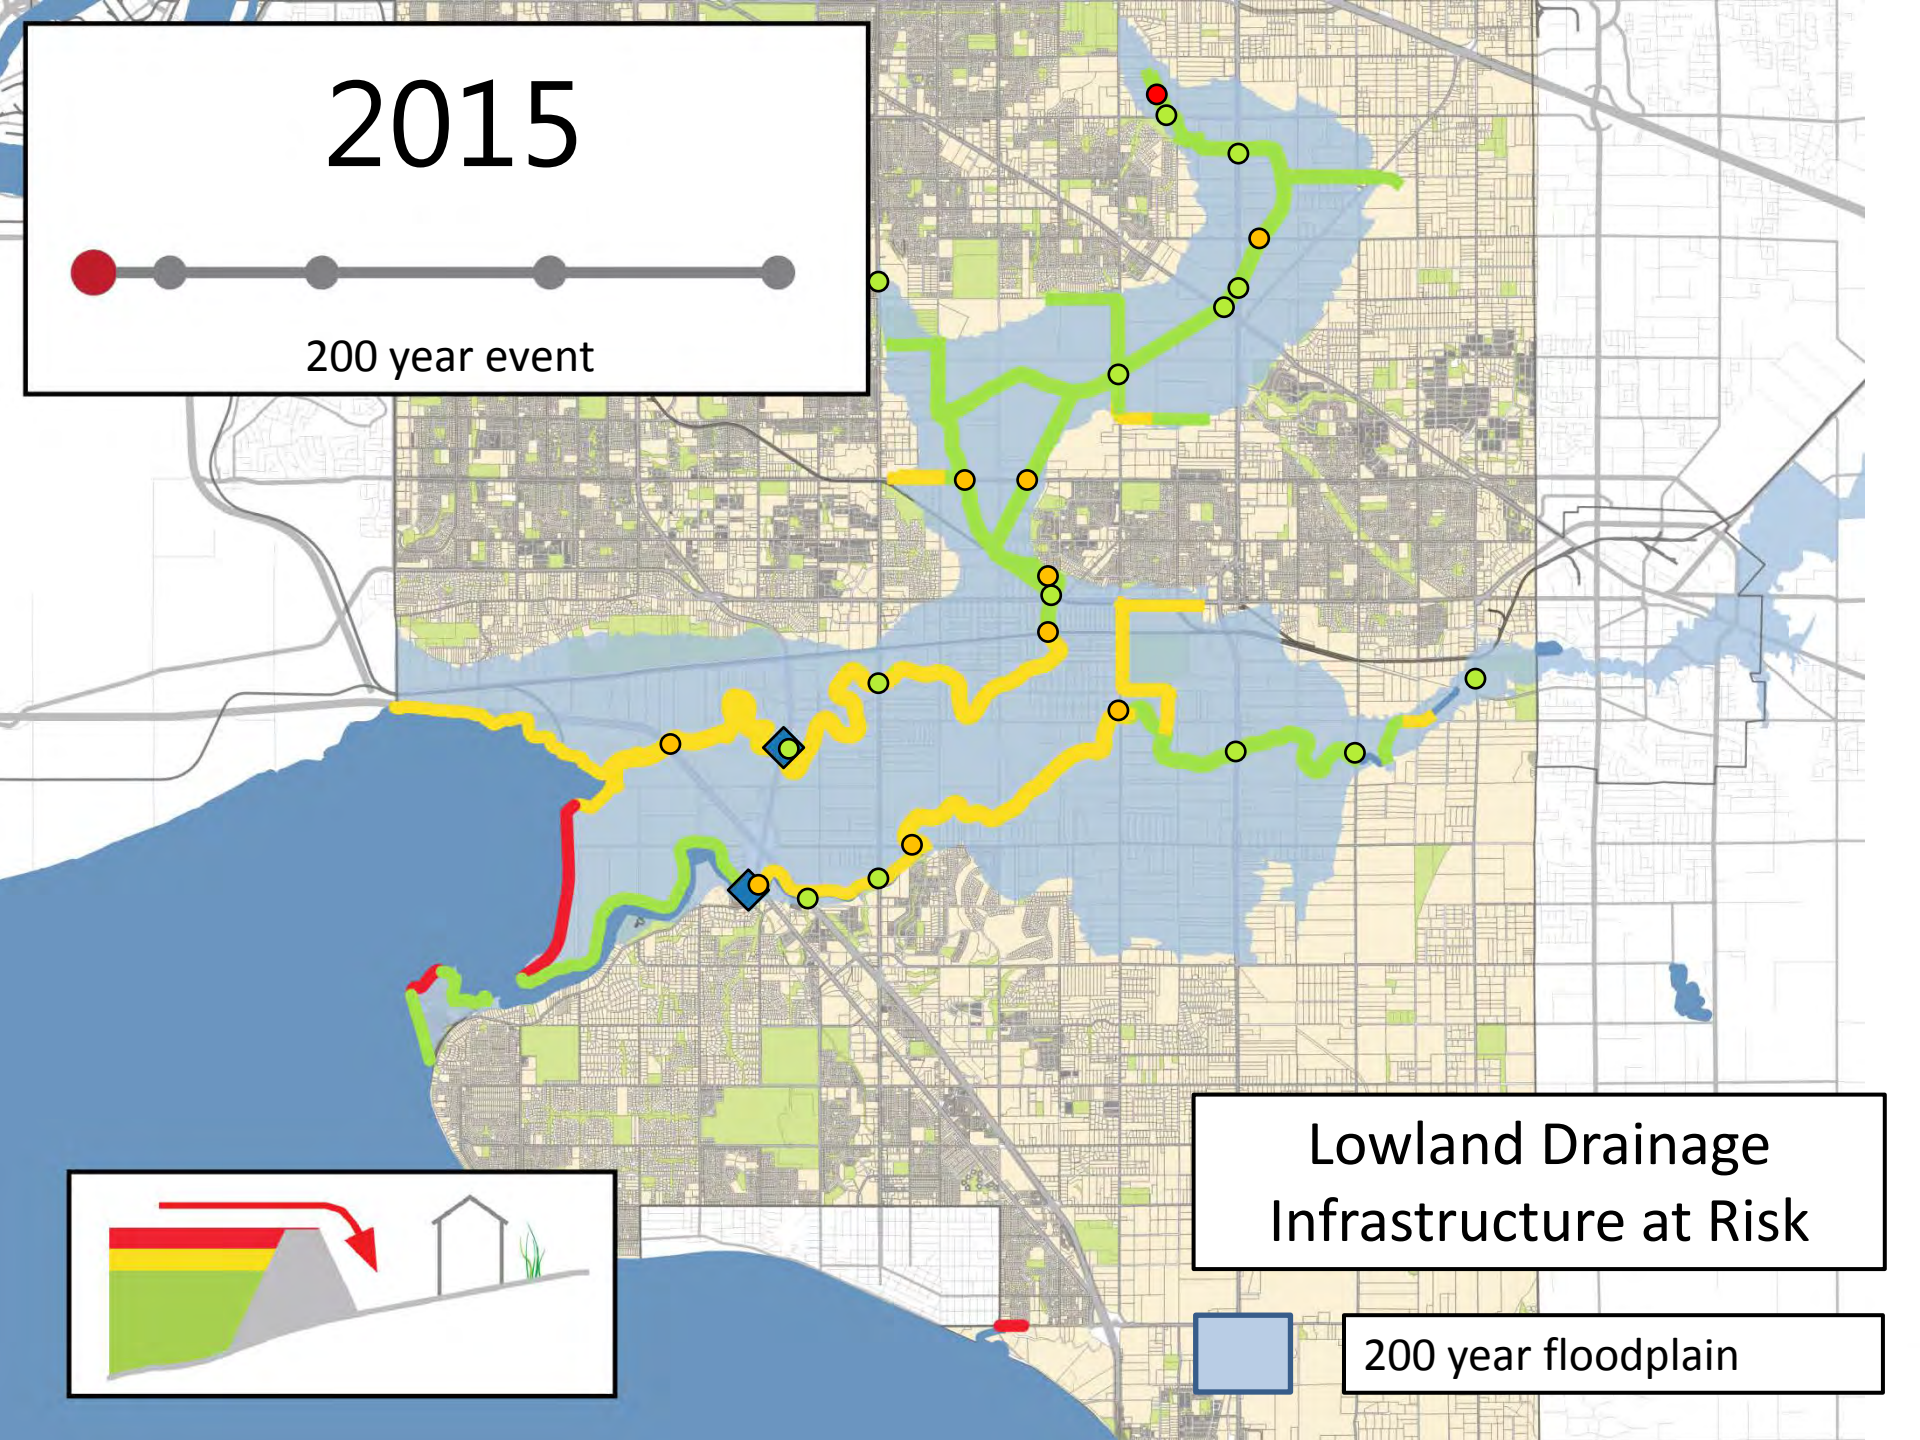 2015
200 year event
Lowland Drainage
Infrastructure at Risk
200 year floodplain